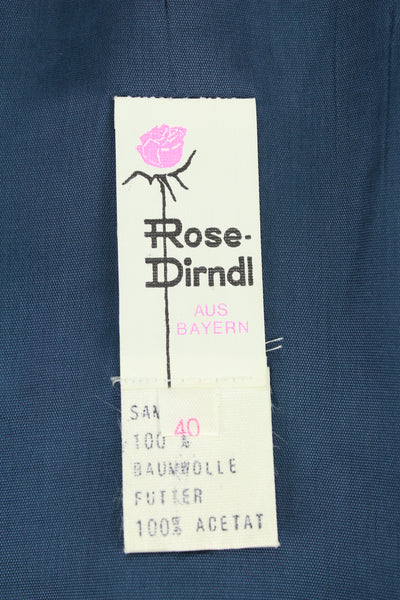 Rose-
Dirndl
AUS
BAYERN
40
100 %
BAUMWOLLE
FUTTER
100% ACETAT